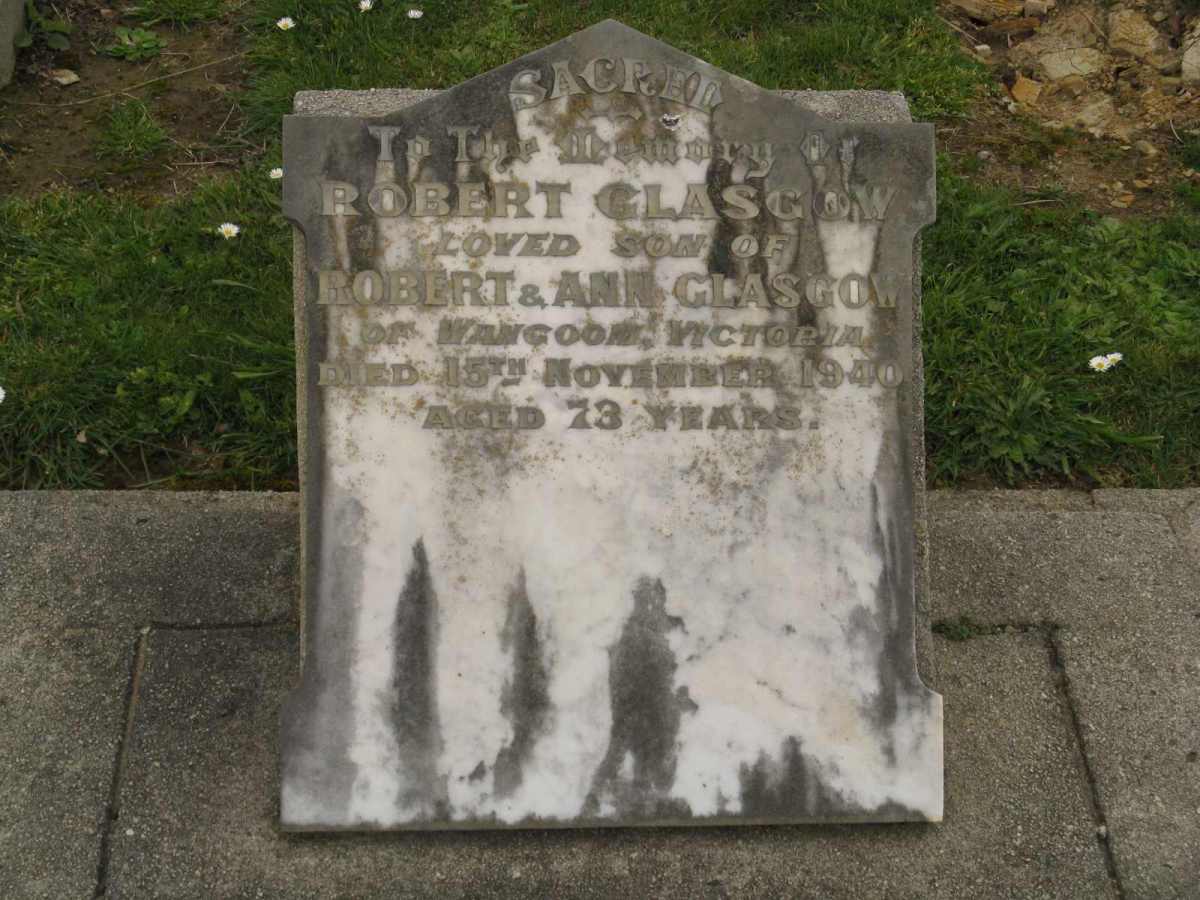 SACRED
To The Memory Of
ROBERT GLASGOW
LOVED SON OF
ROBERT & ANN GLASGOW
OF WANGOOM, VICTORIA
DIED 15TH NOVEMBER 1940
AGED 73 YEARS.